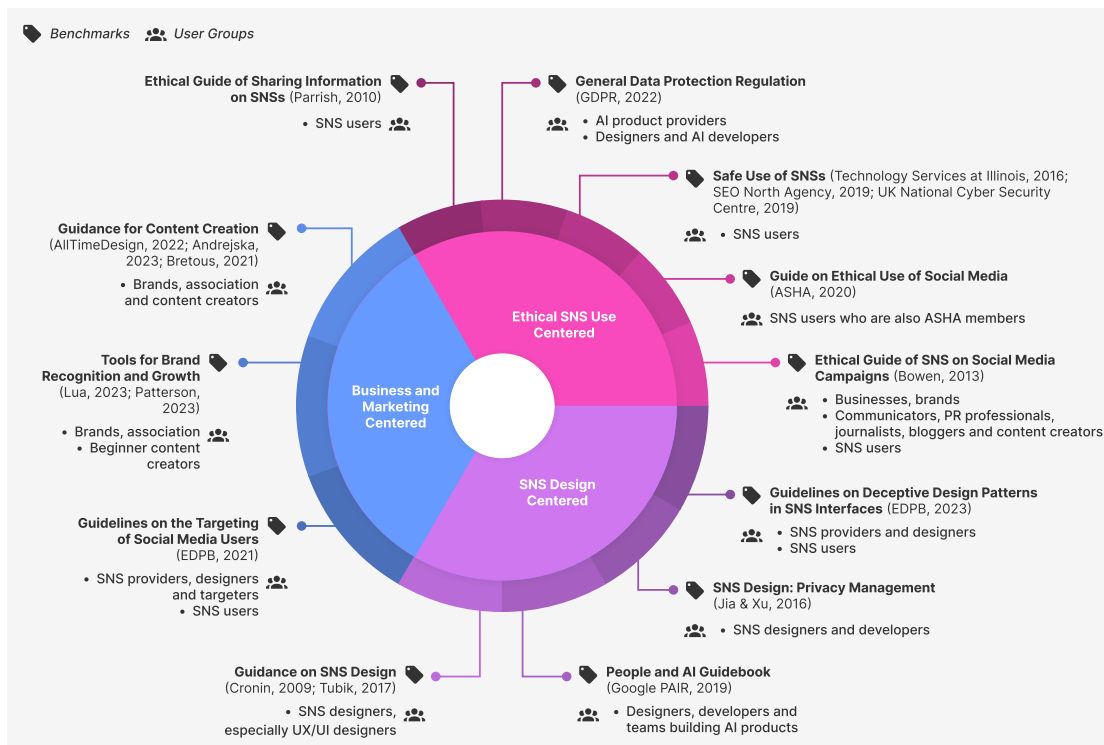 Benchmarks
User Groups
Ethical Guide of Sharing Information
on SNSs (Parrish, 2010)
• SNS users
General Data Protection Regulation
(GDPR, 2022)
• AI product providers
• Designers and AI developers
Safe Use of SNSs (Technology Services at Illinois, 2016;
SEO North Agency, 2019; UK National Cyber Security
Centre, 2019)
• SNS users
Guidance for Content Creation
(AllTimeDesign, 2022; Andrejska,
2023; Bretous, 2021)
• Brands, association
and content creators
Guide on Ethical Use of Social Media
(ASHA, 2020)
SNS users who are also ASHA members
Ethical SNS Use
Centered
Tools for Brand
Recognition and Growth
(Lua, 2023; Patterson,
2023)
• Brands, association
• Beginner content
creators
Business and
Marketing
Centered
Ethical Guide of SNS on Social Media
Campaigns (Bowen, 2013)
• Businesses, brands
• Communicators, PR professionals,
journalists, bloggers and content creators
• SNS users
SNS Design
Centered
Guidelines on Deceptive Design Patterns
in SNS Interfaces (EDPB, 2023)
• SNS providers and designers
• SNS users
Guidelines on the Targeting
of Social Media Users
(EDPB, 2021)
• SNS providers, designers
and targeters
• SNS users
SNS Design: Privacy Management
(Jia & Xu, 2016)
• SNS designers and developers
Guidance on SNS Design
(Cronin, 2009; Tubik, 2017)
• SNS designers,
especially UX/UI designers
People and AI Guidebook
(Google PAIR, 2019)
• Designers, developers and
teams building AI products